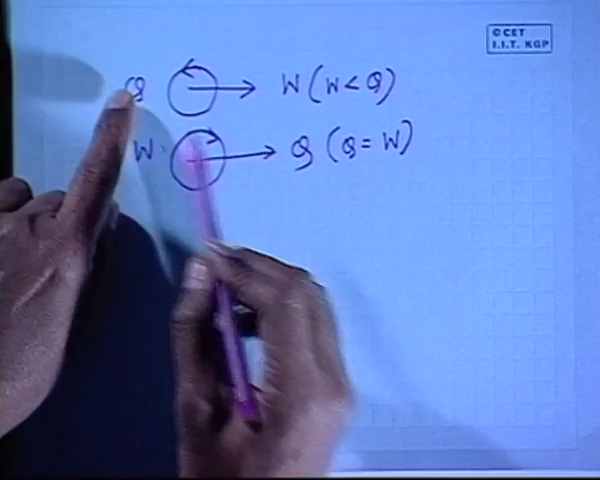 © CET
I.I.T. KGP
Q → W (W < Q)
W → Q (Q = W)